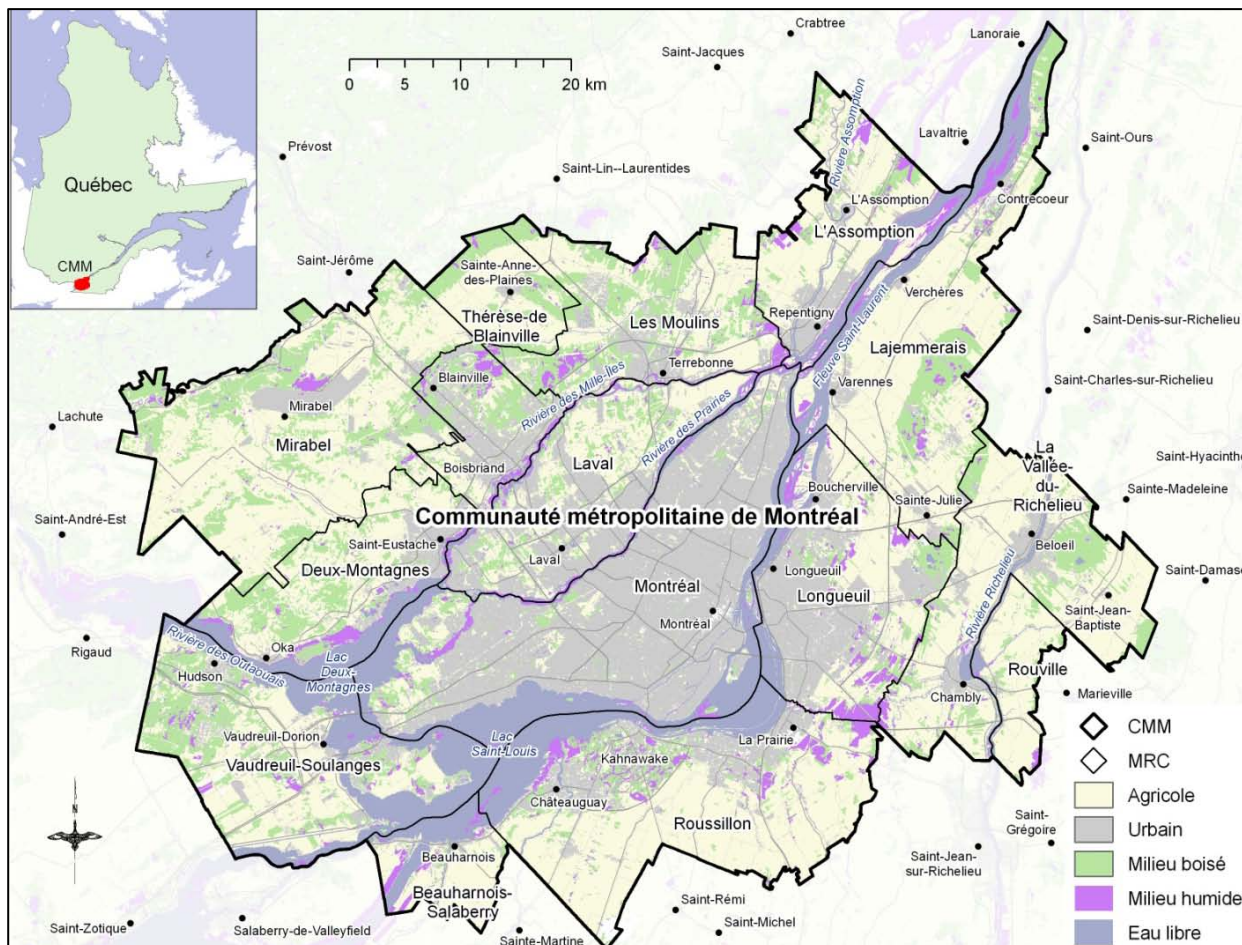 Québec
CMM
0 5 10 20 km
Crabtree
Saint-Jacques
Lanoraie
Rivière Assomption
Lavaltrie
Saint-Ours
Prévost
Saint-Lin--Laurentides
L'Assomption
L'Assomption
Contrecoeur
Saint-Jérôme
Sainte-Anne-
des-Plaines
Thérèse-de
Blainville
Les Moulins
Repentigny
Verchères
Fleuve Saint-Laurent
Lajemmerais
Saint-Denis-sur-Richelieu
Terrebonne
Blainville
Varennes
Saint-Charles-sur-Richelieu
Rivière des Mille-Îles
Rivière des Prairies
Lachute
Mirabel
Mirabel
Boisbriand
Laval
La
Vallée-
du-
Richelieu
Saint-Hyacinthe
Sainte-Madeleine
Boucherville
Sainte-Julie
Communauté métropolitaine de Montréal
Saint-André-Est
Saint-Eustache
Laval
Beloeil
Deux-Montagnes
Montréal
Longueuil
Longueuil
Rivière Richelieu
Saint-Damase
Montréal
Saint-Jean-
Baptiste
Rivière des Outaouais
Oka
Rigaud
Hudson
Lac
Deux-
Montagnes
Rouville
Chambly
Marieville
Vaudreuil-Dorion
Vaudreuil-Soulanges
Lac
Saint-Louis
La Prairie
Kahnawake
Châteauguay
Roussillon
Beauharnois
Beauharnois-
Salaberry
Saint-
Grégoire
Saint-Jean-
sur-Richelieu
Saint-Rémi
Saint-Michel
Saint-Zotique
Salaberry-de-Valleyfield
Sainte-Martine
N
CMM
MRC
Agricole
Urbain
Milieu boisé
Milieu humide
Eau libre